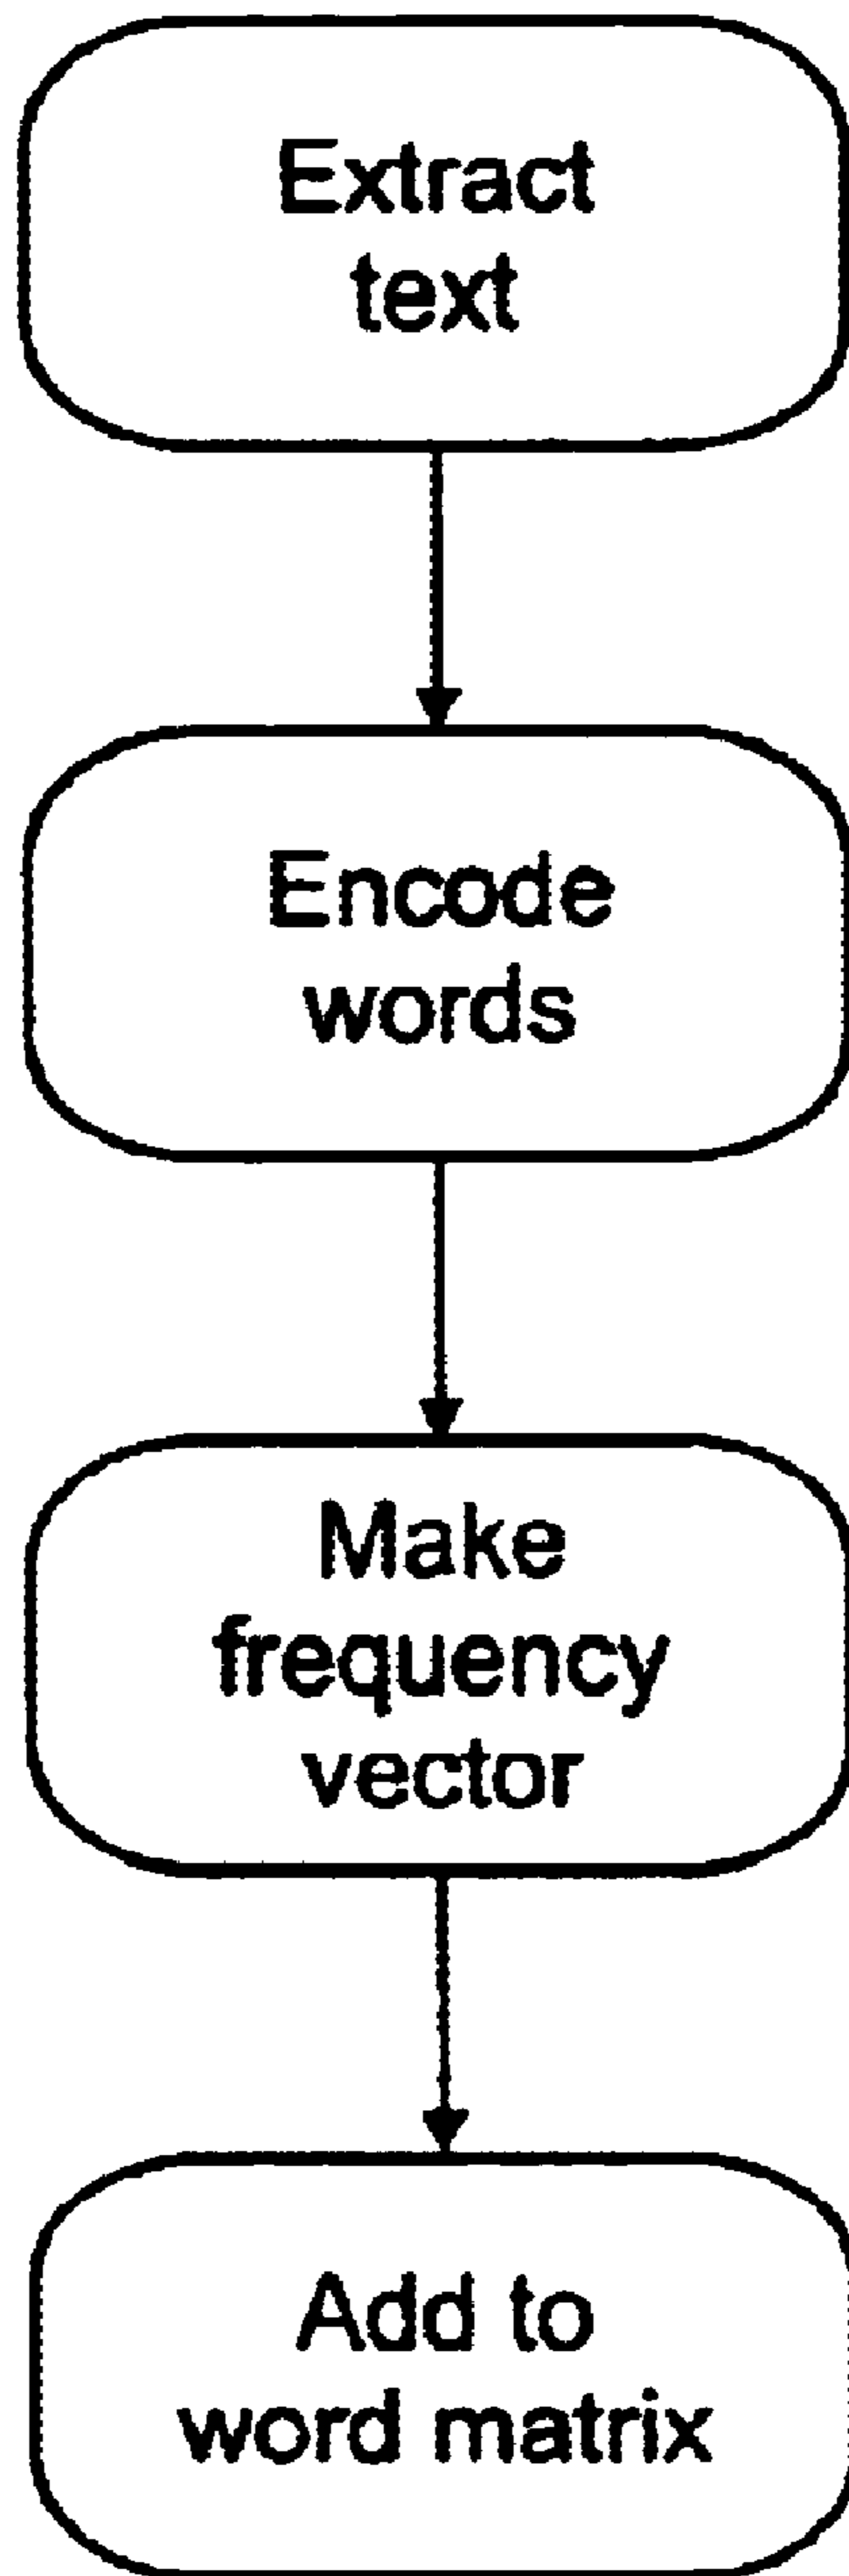 Extract
text
Encode
words
Make
frequency
vector
Add to
word matrix